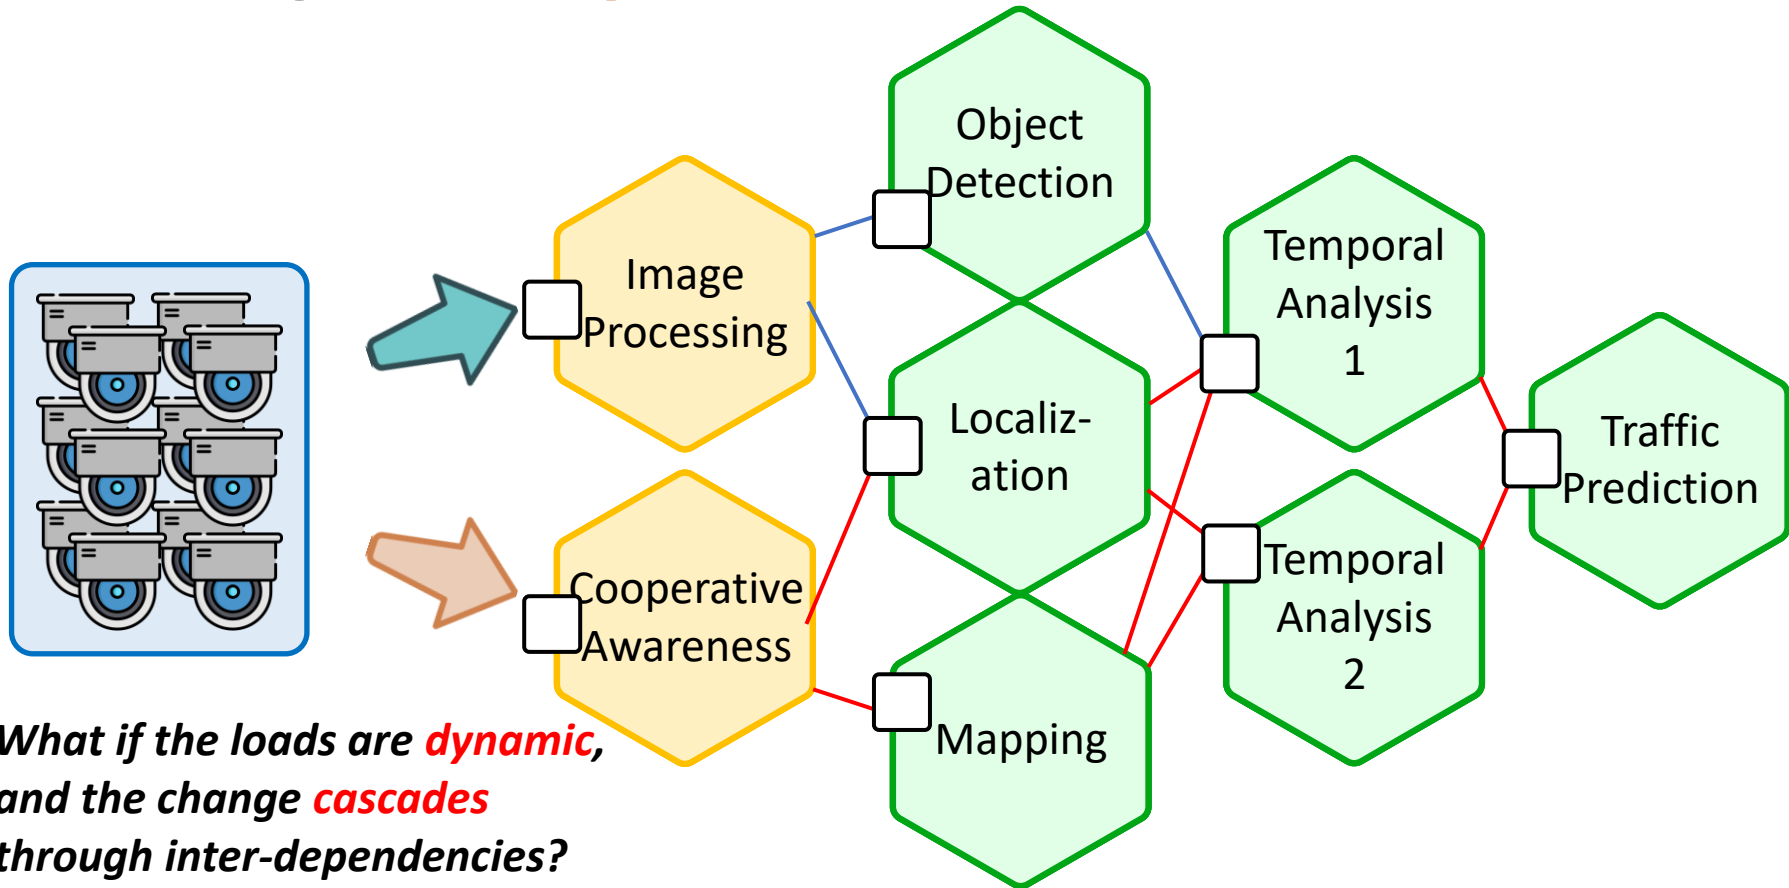 Object
Detection
Image
Processing
Temporal
Analysis
1
Localiz-
ation
Traffic
Prediction
Cooperative
Awareness
Temporal
Analysis
2
Mapping
What if the loads are dynamic,
and the change cascades
through inter-dependencies?